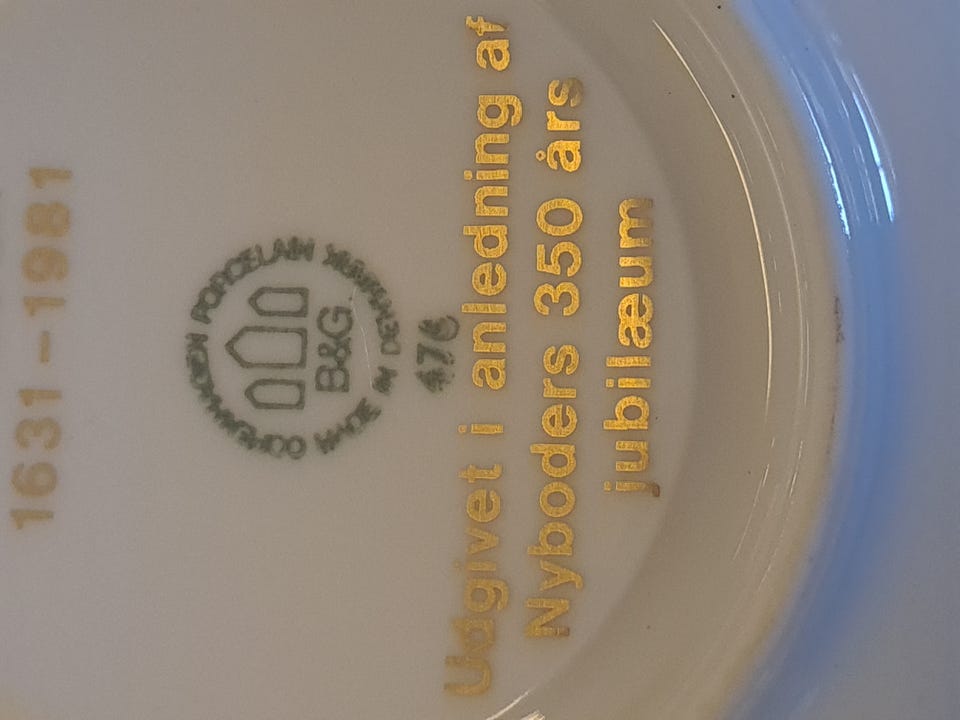 1631-1981
COPENHAGEN PORCELAIN
MADE IN DENMARK
B&G
476
Udgivet i anledning af
Nyboders 350 års
jubilæum